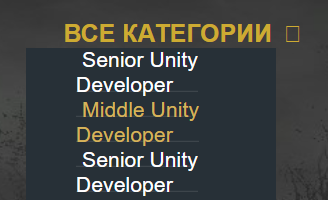 ВСЕ КАТЕГОРИИ
Senior Unity
Developer
Middle Unity
Developer
Senior Unity
Developer